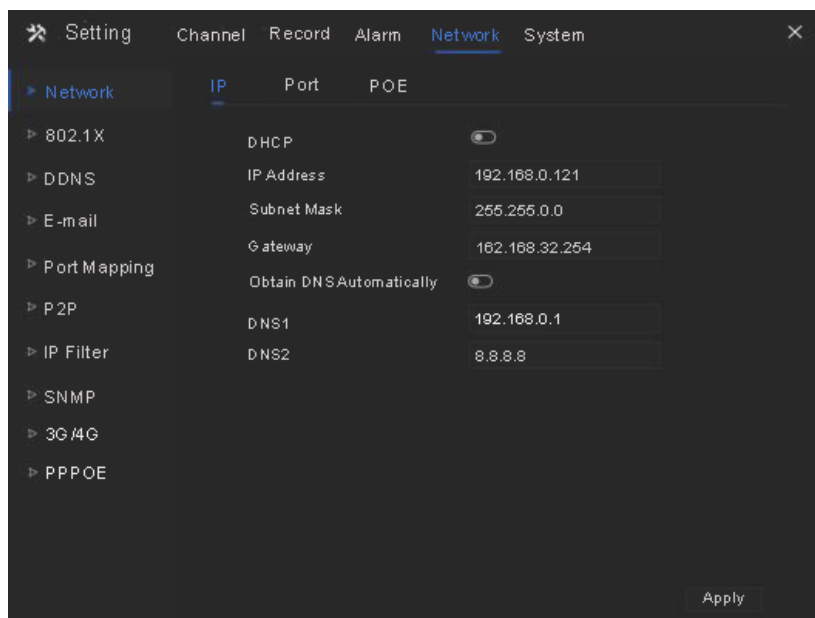 Setting Channel Record Alarm Network System
Network IP Port POE
802.1X DHCP
DDNS IP Address 192.168.0.121
E-mail Subnet Mask 255.255.0.0
Gateway 162.168.32.254
Port Mapping Obtain DNS Automatically
P2P DNS1 192.168.0.1
IP Filter DNS2 8.8.8.8
SNMP
3G/4G
PPPOE
Apply